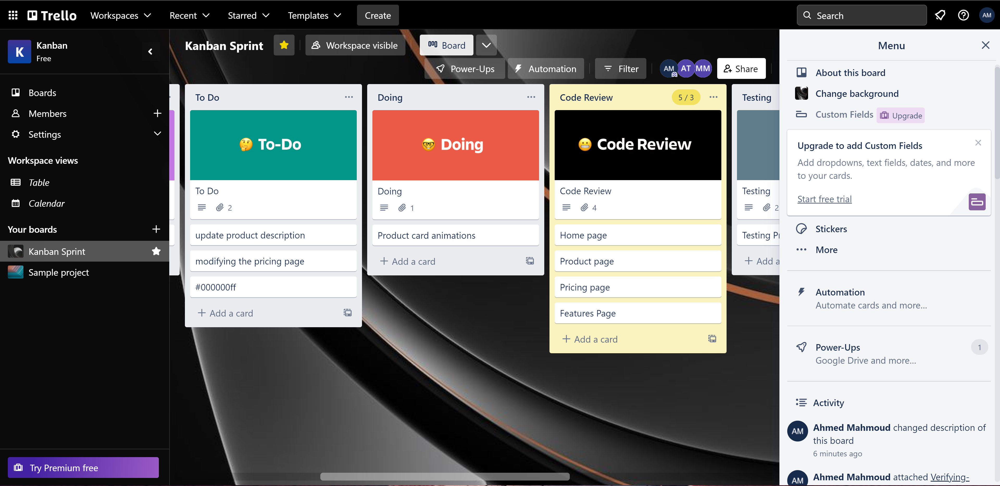 Trello
Workspaces
Recent
Starred
Templates
Create
Search
AM
K
Kanban
Free
Boards
Members
Settings
Workspace views
Table
Calendar
Your boards
Kanban Sprint
Sample project
Try Premium free
Kanban Sprint
Workspace visible
Board
Power-Ups
Automation
Filter
AM
AT
MM
Share
To Do
To-Do
To Do
2
update product description
modifying the pricing page
#000000ff
Add a card
Doing
Doing
Doing
1
Product card animations
Add a card
Code Review
5 / 3
Code Review
Code Review
4
Home page
Product page
Pricing page
Features Page
Add a card
Testing
Testing
2
Testing
Add a
Menu
About this board
Change background
Custom Fields
Upgrade
Upgrade to add Custom Fields
Add dropdowns, text fields, dates, and more
to your cards.
Start free trial
Stickers
More
Automation
Automate cards and more...
Power-Ups
1
Google Drive and more...
Activity
AM
Ahmed Mahmoud changed description of
this board
6 minutes ago
AM
Ahmed Mahmoud attached Verifying-